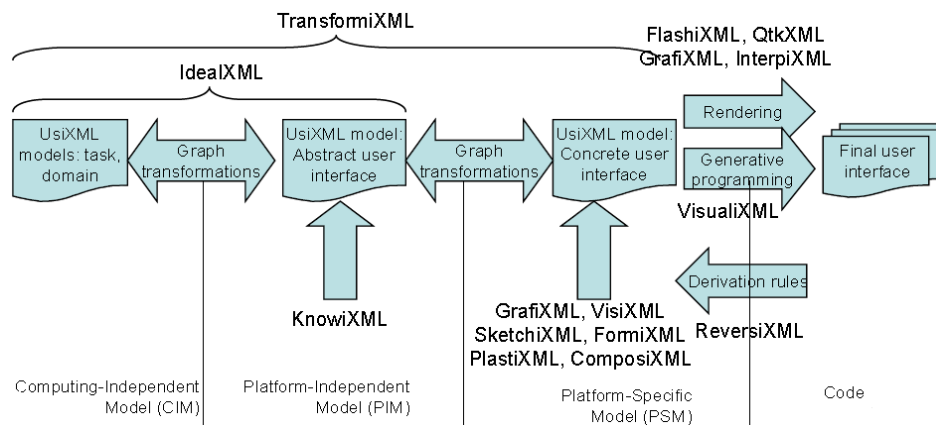 TransformiXML
FlashiXML, QtkXML
GrafiXML, InterpiXML
IdealXML
Rendering
UsiXML
models: task,
domain
Graph
transformations
UsiXML model:
Abstract user
interface
Graph
transformations
UsiXML model:
Concrete user
interface
Generative
programming
Final user
interface
VisualiXML
Derivation rules
KnowiXML
GrafiXML, VisiXML
SketchiXML, FormiXML
PlastiXML, ComposiXML
ReversiXML
Computing-Independent
Model (CIM)
Platform-Independent
Model (PIM)
Platform-Specific
Model (PSM)
Code